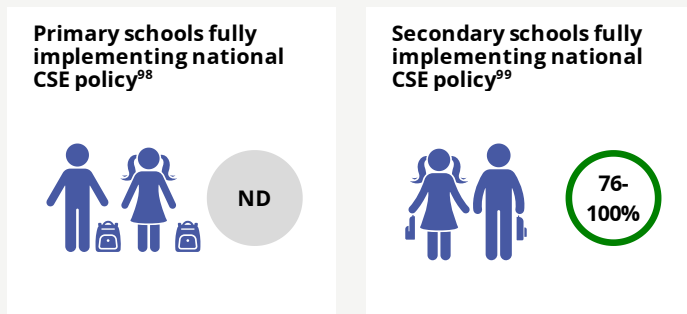 Primary schools fully
implementing national
CSE policy98
ND
Secondary schools fully
implementing national
CSE policy99
76-
100%